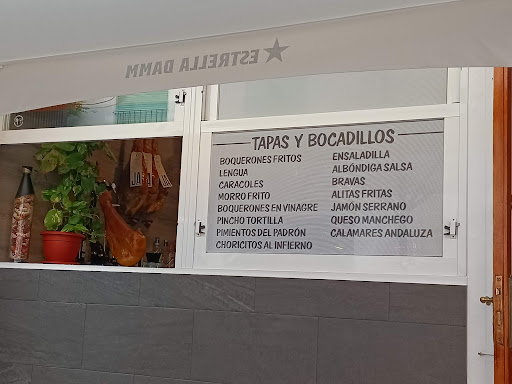 ESTRELLA DAMM
TAPAS Y BOCADILLOS
BOQUERONES FRITOS
LENGUA
CARACOLES
MORRO FRITO
BOQUERONES EN VINAGRE
PINCHO TORTILLA
PIMIENTOS DEL PADRÓN
CHORICITOS AL INFIERNO
ENSALADILLA
ALBÓNDIGA SALSA
BRAVAS
ALITAS FRITAS
JAMÓN SERRANO
QUESO MANCHEGO
CALAMARES ANDALUZA